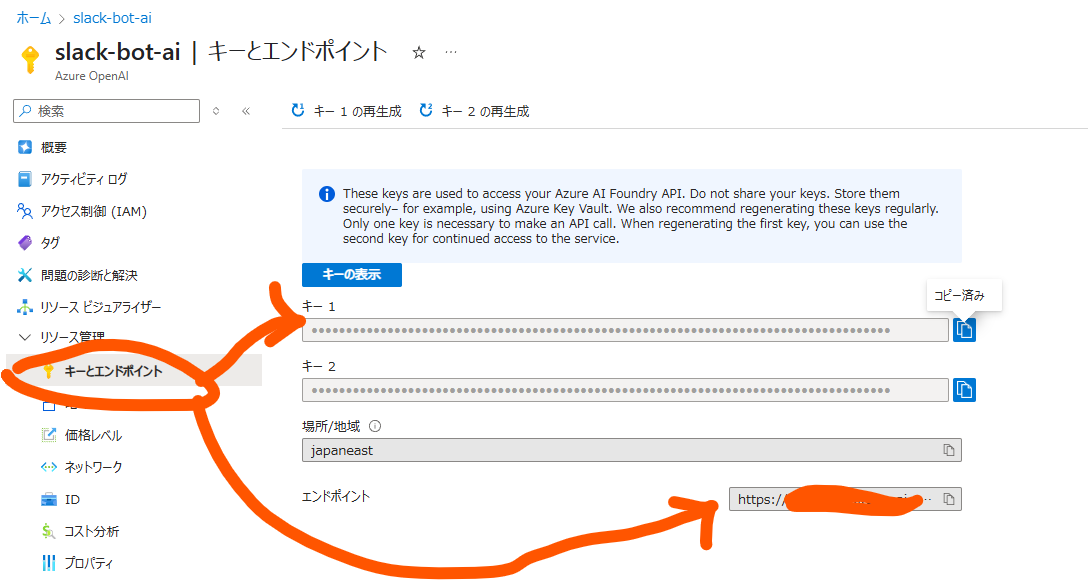 ホーム > slack-bot-ai
slack-bot-ai | キーとエンドポイント ☆ …
Azure OpenAI
検索
キー 1 の再生成 キー 2 の再生成
概要
アクティビティ ログ
アクセス制御 (IAM)
タグ
問題の診断と解決
リソース ビジュアライザー
リソース管理
キーとエンドポイント
価格レベル
ネットワーク
ID
コスト分析
プロパティ
These keys are used to access your Azure AI Foundry API. Do not share your keys. Store them
securely– for example, using Azure Key Vault. We also recommend regenerating these keys regularly.
Only one key is necessary to make an API call. When regenerating the first key, you can use the
second key for continued access to the service.
キーの表示
コピー済み
キー 1
キー 2
場所/地域
japaneast
エンドポイント
https://